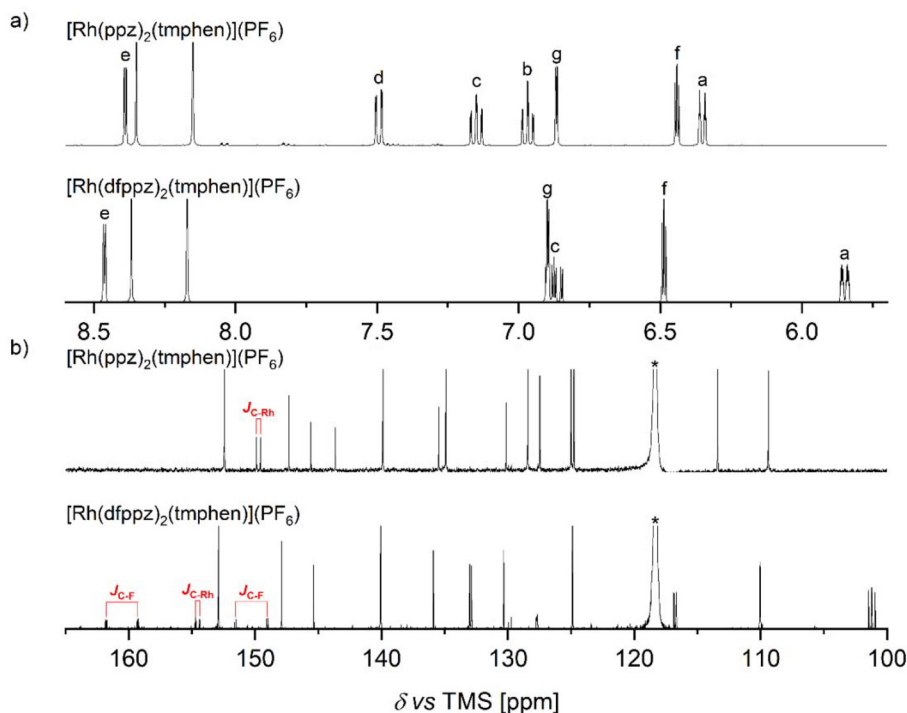 a)
[Rh(ppz)2(tmphen)](PF6)
e d c b g f a
[Rh(dfppz)2(tmphen)](PF6)
e g c f a
8.5 8.0 7.5 7.0 6.5 6.0
b)
[Rh(ppz)2(tmphen)](PF6)
JC-Rh
*
[Rh(dfppz)2(tmphen)](PF6)
JC-F JC-Rh JC-F
*
160 150 140 130 120 110 100
δ vs TMS [ppm]